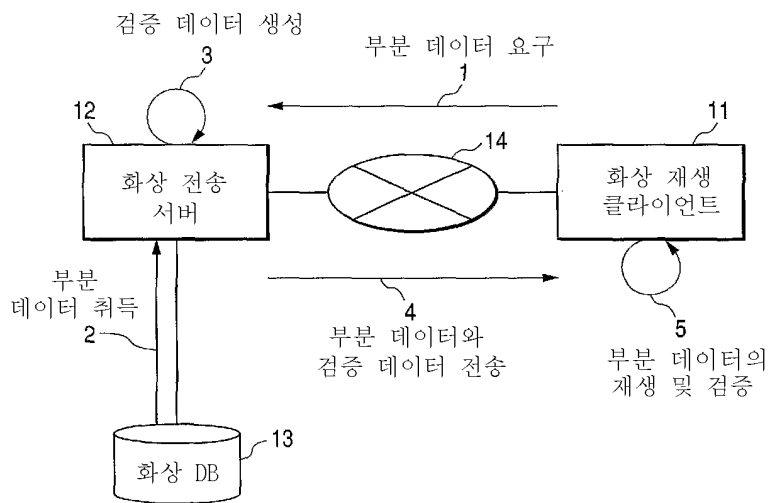 검증 데이터 생성
3
부분 데이터 요구
1
12
14
11
화상 전송
서버
화상 재생
클라이언트
부분
데이터 취득
2
4
부분 데이터와
검증 데이터 전송
5
부분 데이터의
재생 및 검증
13
화상 DB